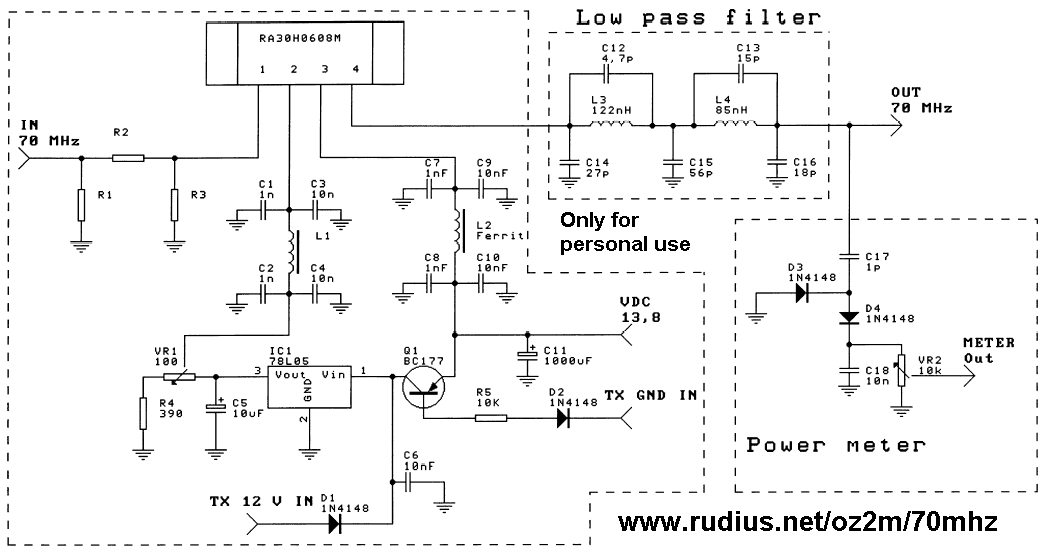 Low pass filter
RA30H0608M
1 2 3 4
C12
4,7p
C13
15p
L3
122nH
L4
85nH
OUT
70 MHz
IN
70 MHz
R2
R1
R3
C14
27p
C15
56p
C16
18p
C1
1n
C3
10n
C7
1nF
C9
10nF
L1
L2
Ferrit
Only for
personal use
C2
1n
C4
10n
C8
1nF
C10
10nF
C17
1p
D3
1N4148
D4
1N4148
VDC
13,8
VR1
100
IC1
78L05
Q1
BC177
C11
1000uF
METER
Out
3
Vout
Vin
1
GND
2
R4
390
C5
10uF
R5
10K
D2
1N4148
TX GND IN
C18
10n
VR2
10k
Power meter
C6
10nF
TX 12 V IN
D1
1N4148
www.rudius.net/oz2m/70mhz